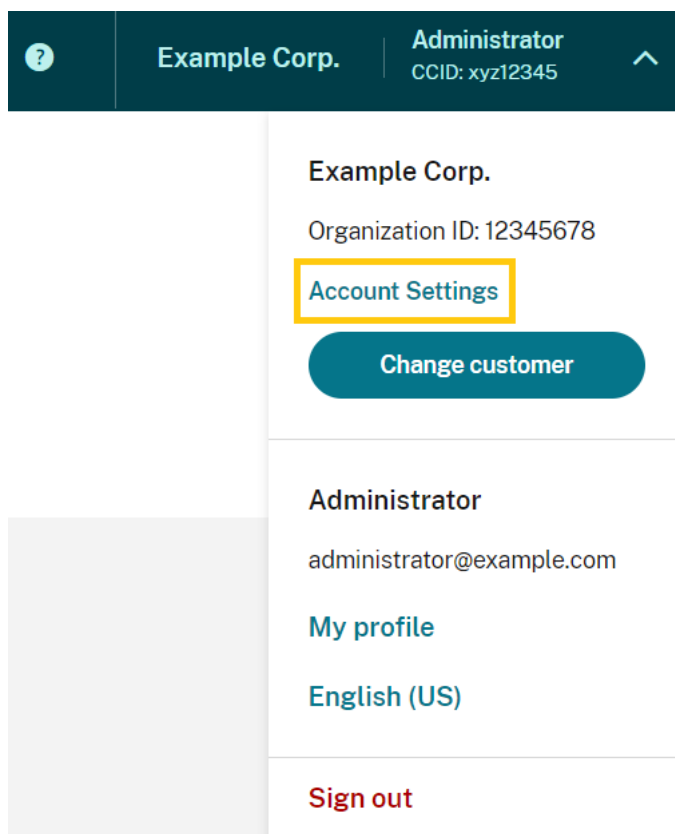 ?
Example Corp.
Administrator
CCID: xyz12345
Example Corp.
Organization ID: 12345678
Account Settings
Change customer
Administrator
administrator@example.com
My profile
English (US)
Sign out